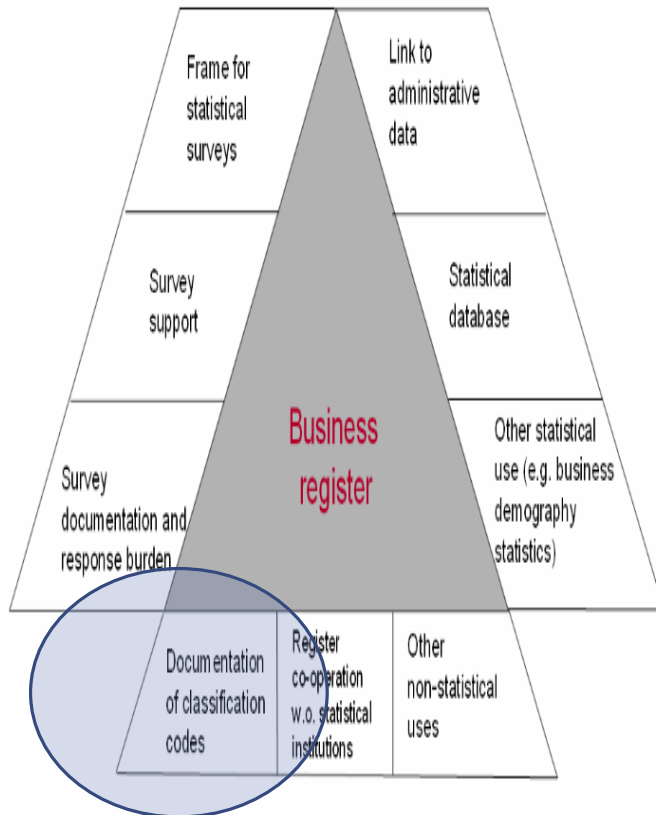 Frame for
statistical
surveys
Link to
administrative
data
Survey
support
Statistical
database
Business
register
Survey
documentation and
response burden
Other statistical
use (e.g. business
demography
statistics)
Documentation
of classification
codes
Register
co-operation
w.o. statistical
institutions
Other
non-statistical
uses